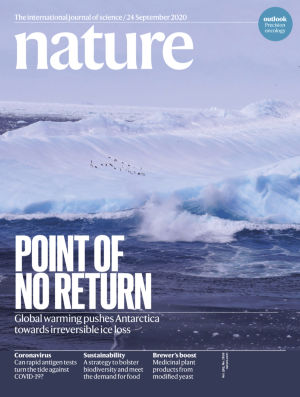 The international journal of science / 24 September 2020
outlook
Precision
oncology
nature
POINT OF
NO RETURN
Global warming pushes Antarctica
towards irreversible ice loss
Coronavirus
Can rapid antigen tests
turn the tide against
COVID-19?
Sustainability
A strategy to bolster
biodiversity and meet
the demand for food
Brewer's boost
Medicinal plant
products from
modified yeast